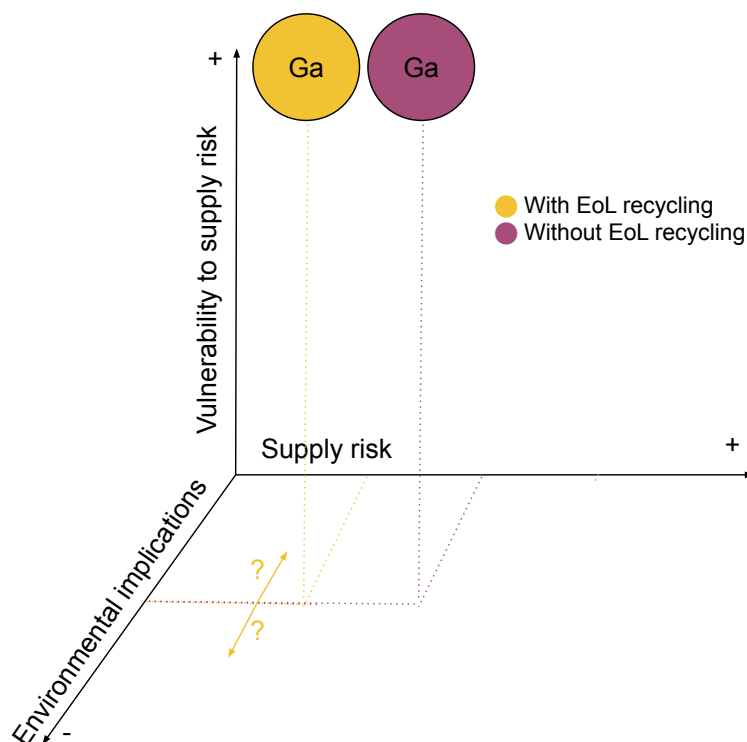 +
Ga
Ga
Vulnerability to supply risk
With EoL recycling
Without EoL recycling
Supply risk
+
Environmental implications
?
?
-